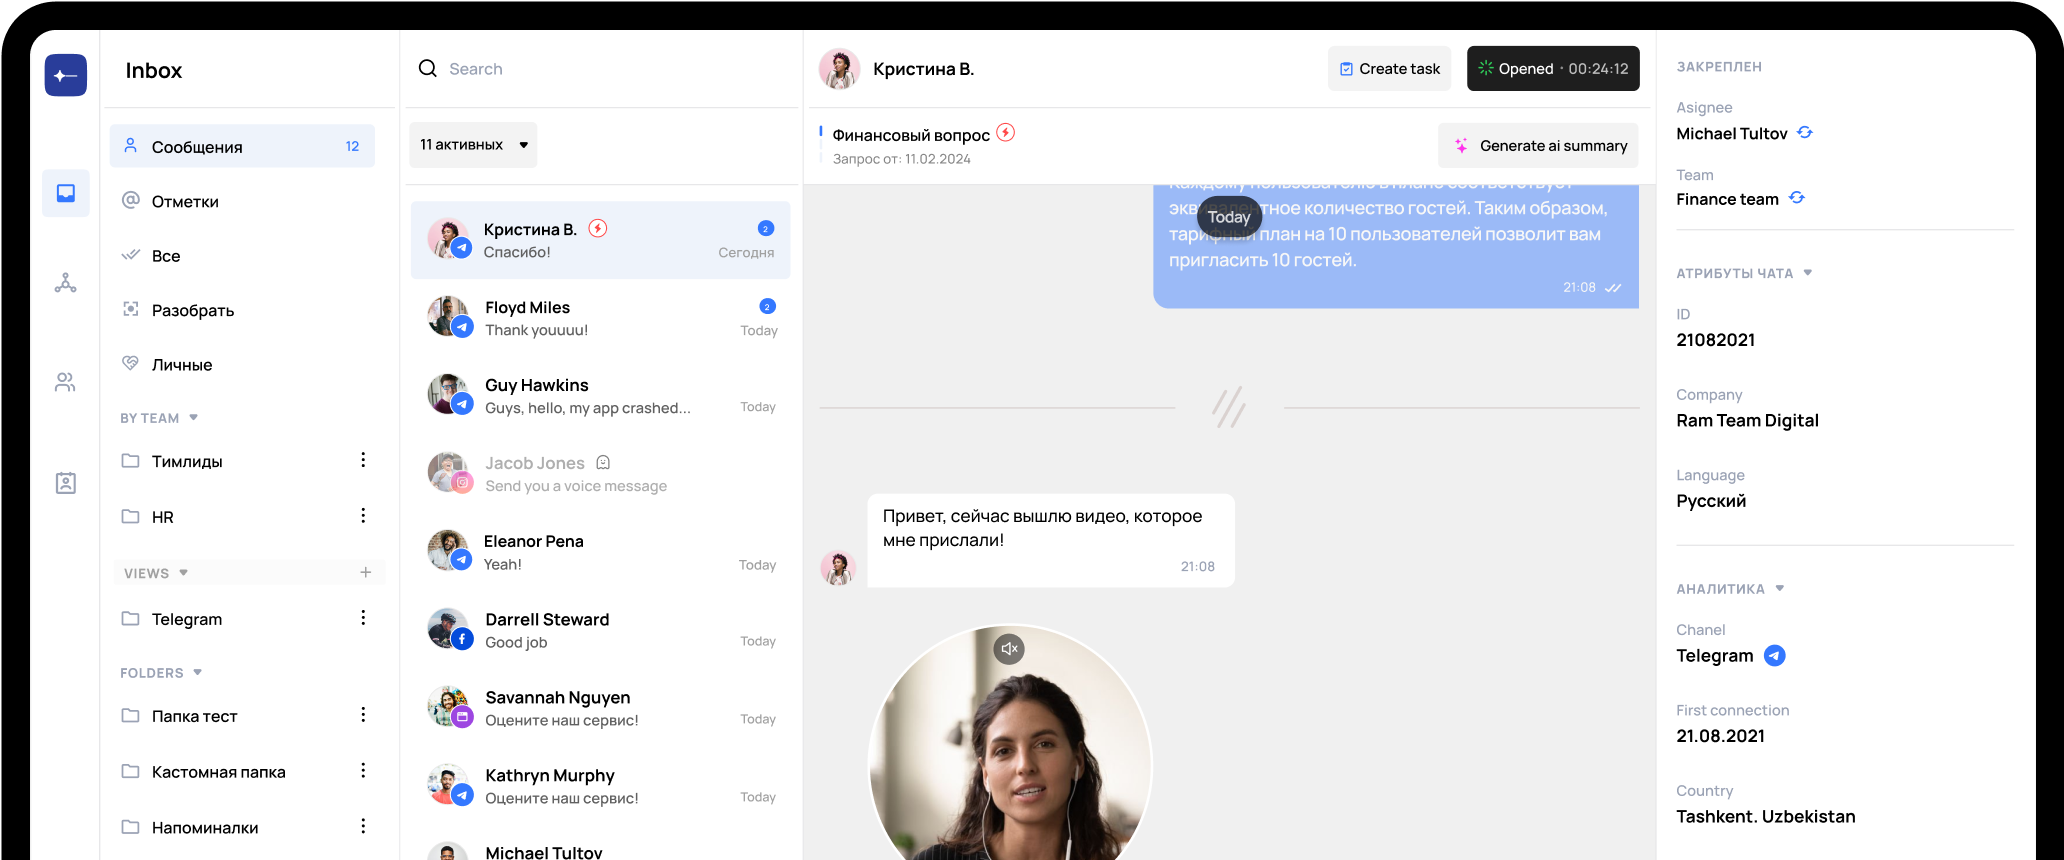 Inbox
Сообщения
12
Отметки
Все
Разобрать
Личные
BY TEAM
Тимлиды
HR
VIEWS
Telegram
FOLDERS
Папка тест
Кастомная папка
Напоминалки
Search
11 активных
Кристина В.
2
Спасибо!
Сегодня
Floyd Miles
2
Thank youuuu!
Today
Guy Hawkins
Guys, hello, my app crashed...
Today
Jacob Jones
Send you a voice message
Eleanor Pena
Yeah!
Today
Darrell Steward
Good job
Today
Savannah Nguyen
Оцените наш сервис!
Today
Kathryn Murphy
Оцените наш сервис!
Today
Michael Tultov
Кристина В.
Create task
Opened · 00:24:12
Финансовый вопрос
Запрос от: 11.02.2024
Generate ai summary
Каждому пользователю в плане соответствует
эквивалентное количество гостей. Таким образом,
Today
тарифный план на 10 пользователей позволит вам
пригласить 10 гостей.
21:08
Привет, сейчас вышлю видео, которое
мне прислали!
21:08
ЗАКРЕПЛЕН
Asignee
Michael Tultov
Team
Finance team
АТРИБУТЫ ЧАТА
ID
21082021
Company
Ram Team Digital
Language
Русский
АНАЛИТИКА
Chanel
Telegram
First connection
21.08.2021
Country
Tashkent. Uzbekistan